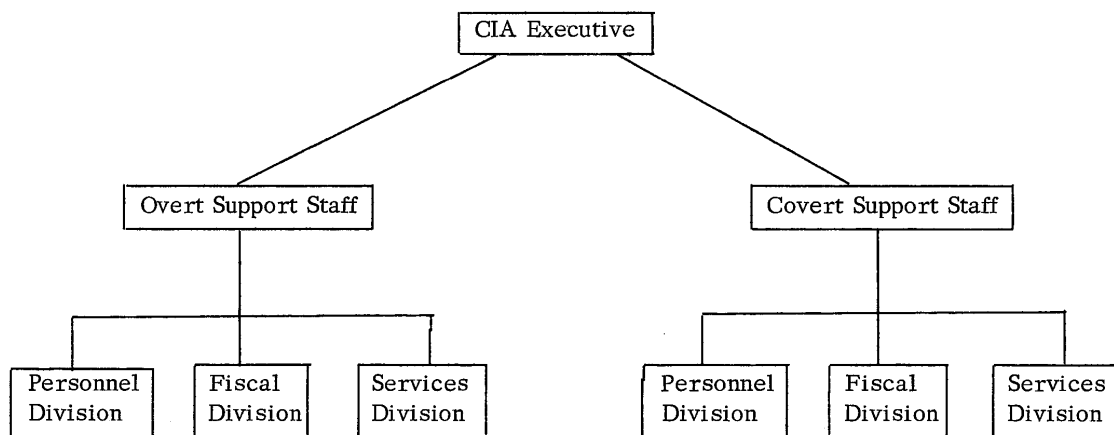 CIA Executive
Overt Support Staff
Covert Support Staff
Personnel
Division
Fiscal
Division
Services
Division
Personnel
Division
Fiscal
Division
Services
Division